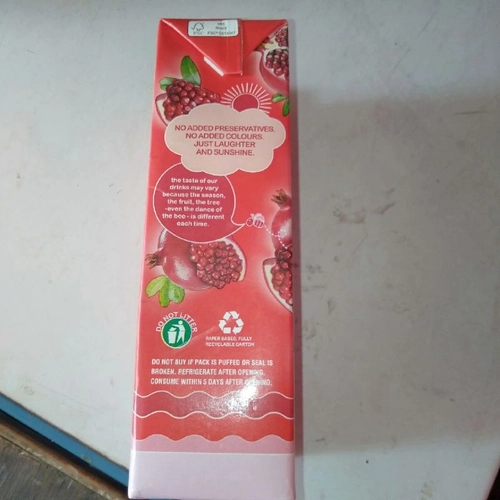 FSC
NO ADDED PRESERVATIVES.
NO ADDED COLOURS.
JUST LAUGHTER
AND SUNSHINE.
the taste of our
drinks may vary
because the season,
the fruit, the tree
-even the dance of
the bee - is different
each time.
DO NOT LITTER
PAPER BASED, FULLY
RECYCLABLE CARTON
DO NOT BUY IF PACK IS PUFFED OR SEAL IS
BROKEN. REFRIGERATE AFTER OPENING.
CONSUME WITHIN 5 DAYS AFTER OPENING.